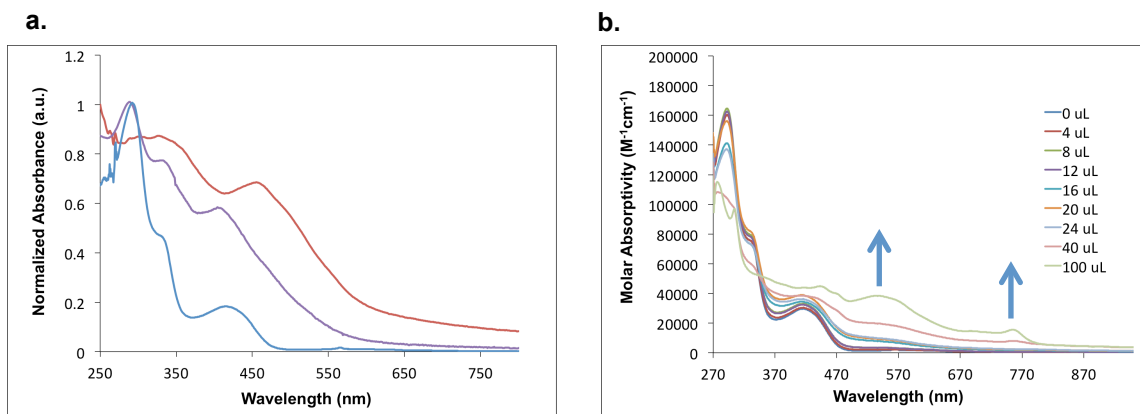 a.
1.2
1
0.8
0.6
0.4
0.2
0
250 350 450 550 650 750
Normalized Absorbance (a.u.)
Wavelength (nm)
b.
200000
180000
160000
140000
120000
100000
80000
60000
40000
20000
0
270 370 470 570 670 770 870
Molar Absorptivity (M⁻¹cm⁻¹)
Wavelength (nm)
0 uL
4 uL
8 uL
12 uL
16 uL
20 uL
24 uL
40 uL
100 uL